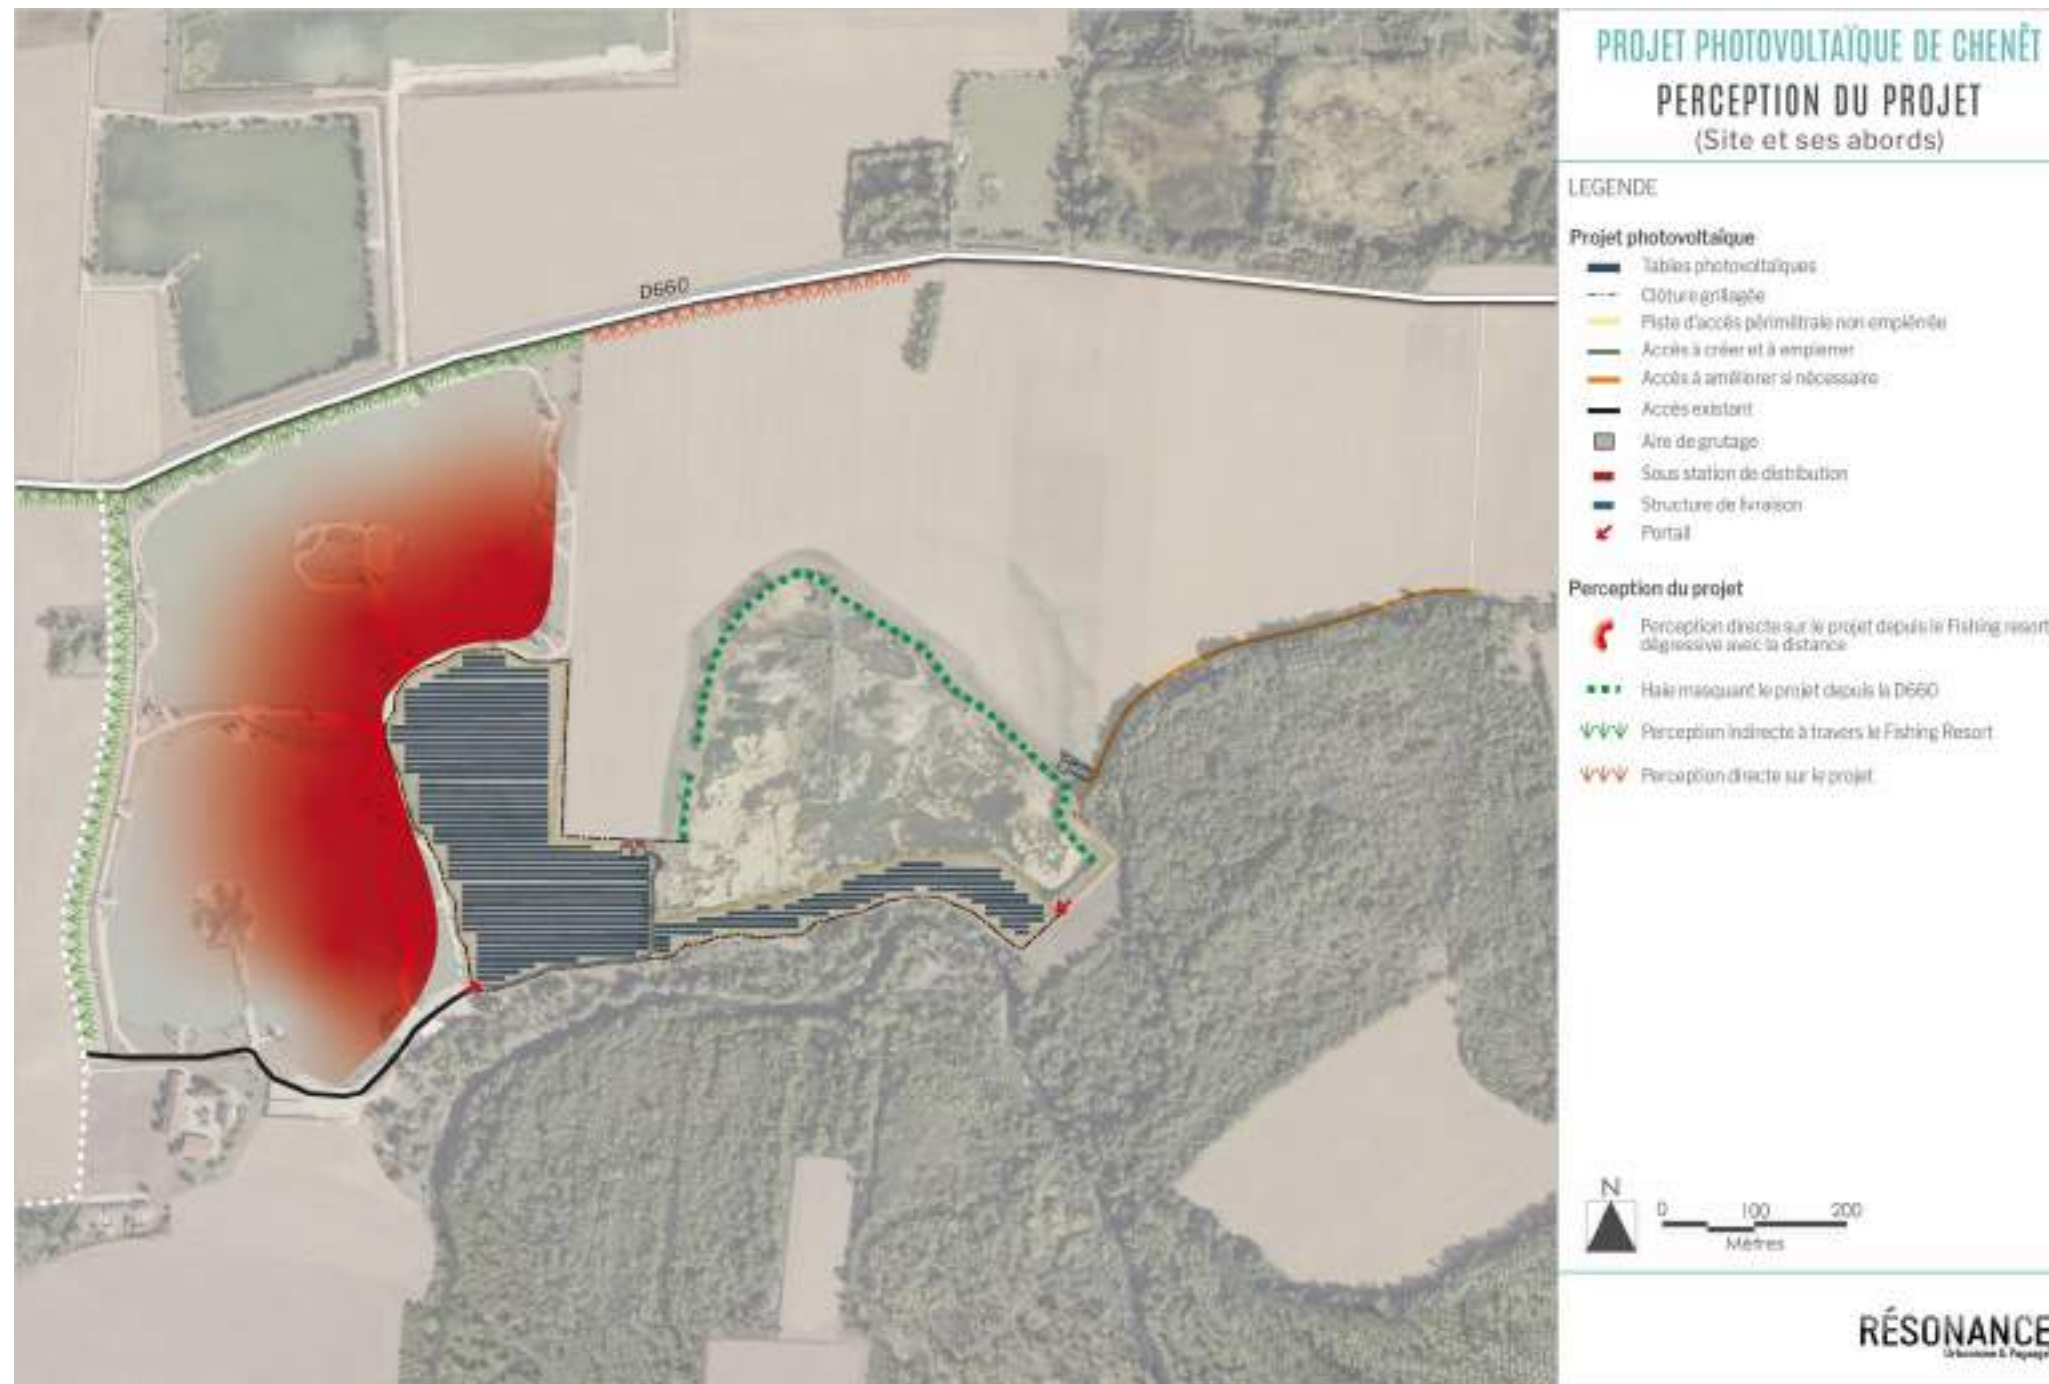 PROJET PHOTOVOLTAÏQUE DE CHENÊT
PERCEPTION DU PROJET
(Site et ses abords)
LEGENDE
Projet photovoltaïque
Tables photovoltaïques
Clôture grillagée
Piste d'accès périmétrale non empierrée
Accès à créer et à empierrer
Accès à améliorer si nécessaire
Accès existant
Aire de grutage
Sous station de distribution
Structure de livraison
Portail
Perception du projet
Perception directe sur le projet depuis le Fishing resort
dégressive avec la distance
Haie masquant le projet depuis la D660
Perception indirecte à travers le Fishing Resort
Perception directe sur le projet
D660
N
0 100 200
Mètres
RÉSONANCE
Urbanisme & Paysage